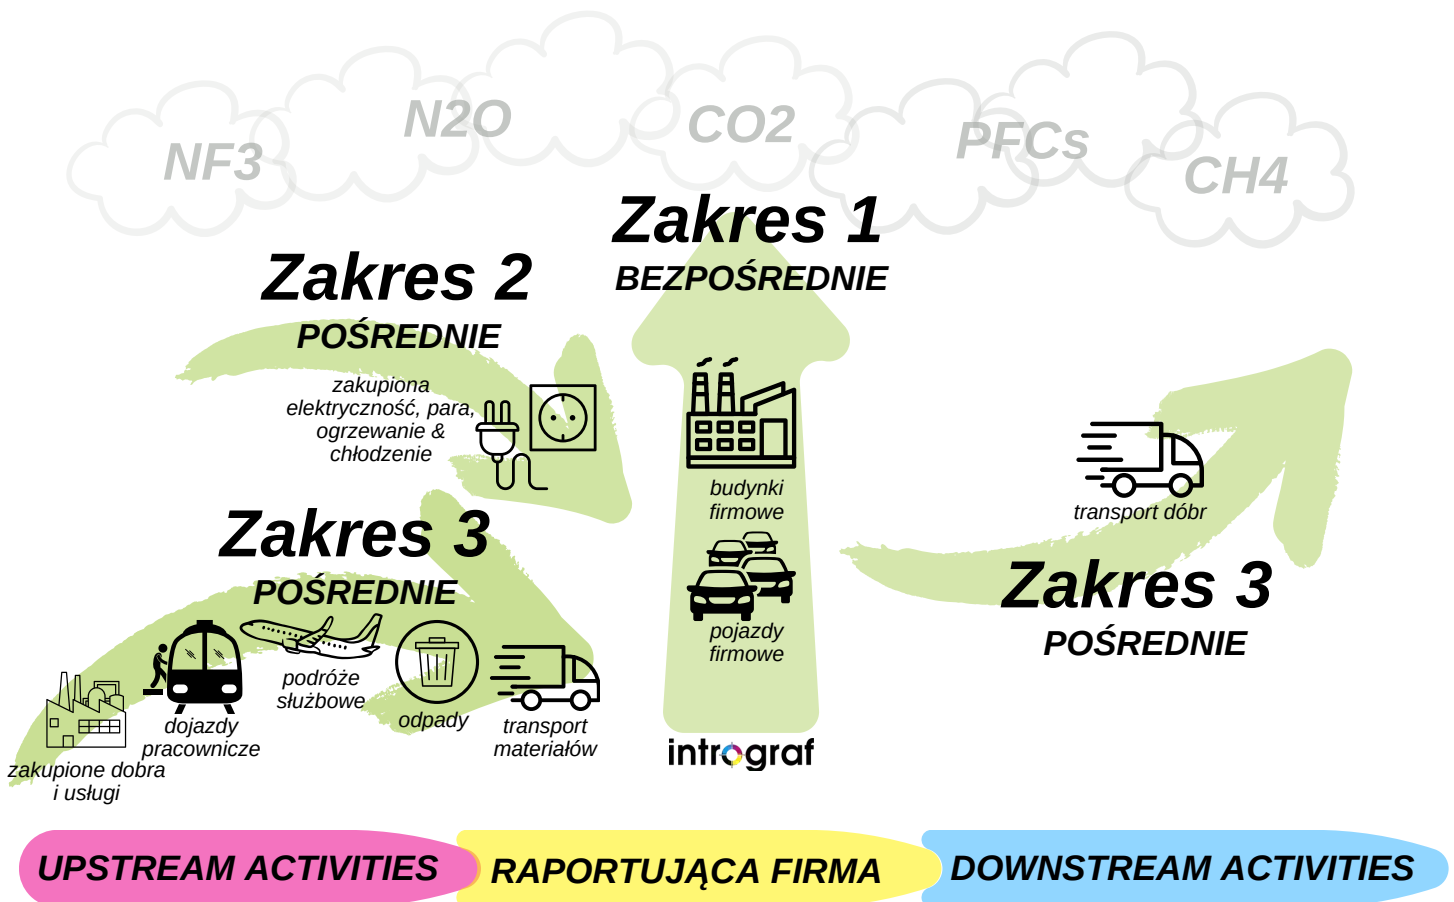 NF3
N2O
CO2
PFCs
CH4
Zakres 1
BEZPOŚREDNIE
Zakres 2
POŚREDNIE
zakupiona
elektryczność, para,
ogrzewanie &
chłodzenie
budynki
firmowe
pojazdy
firmowe
intrograf
Zakres 3
POŚREDNIE
zakupione dobra
i usługi
dojazdy
pracownicze
podróże
służbowe
odpady
transport
materiałów
transport dóbr
Zakres 3
POŚREDNIE
UPSTREAM ACTIVITIES
RAPORTUJĄCA FIRMA
DOWNSTREAM ACTIVITIES